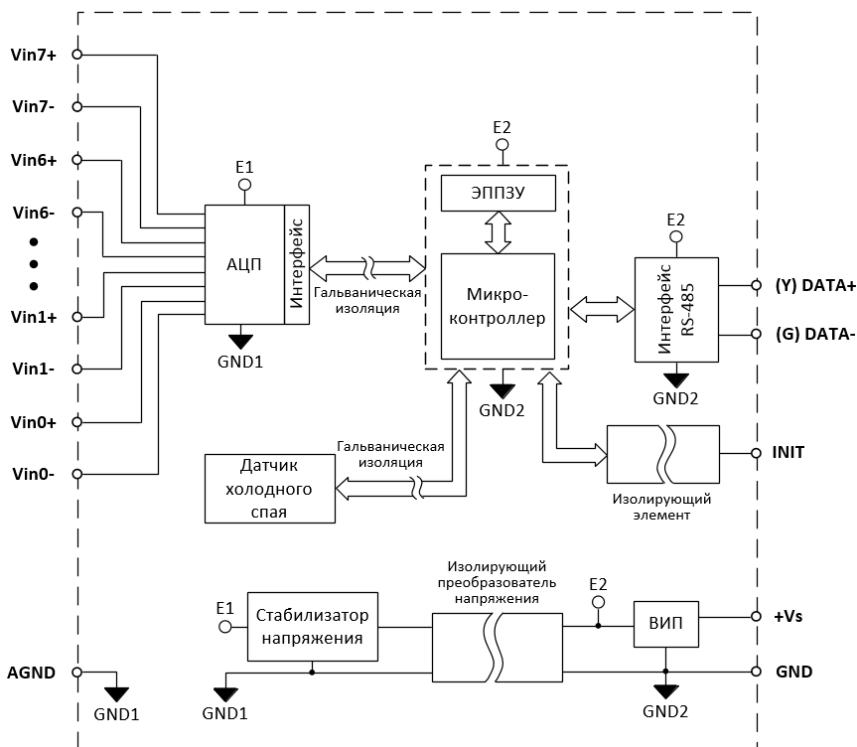 Vin7+
Vin7-
Vin6+
Vin6-
Vin1+
Vin1-
Vin0+
Vin0-
AGND
GND1
E1
АЦП
Интерфейс
GND1
Гальваническая
изоляция
E2
ЭППЗУ
Микро-
контроллер
GND2
E2
Интерфейс
RS-485
GND2
(Y) DATA+
(G) DATA-
INIT
Изолирующий
элемент
Гальваническая
изоляция
Датчик
холодного
спая
Изолирующий
преобразователь
напряжения
E1
Стабилизатор
напряжения
GND1
E2
ВИП
GND2
+Vs
GND